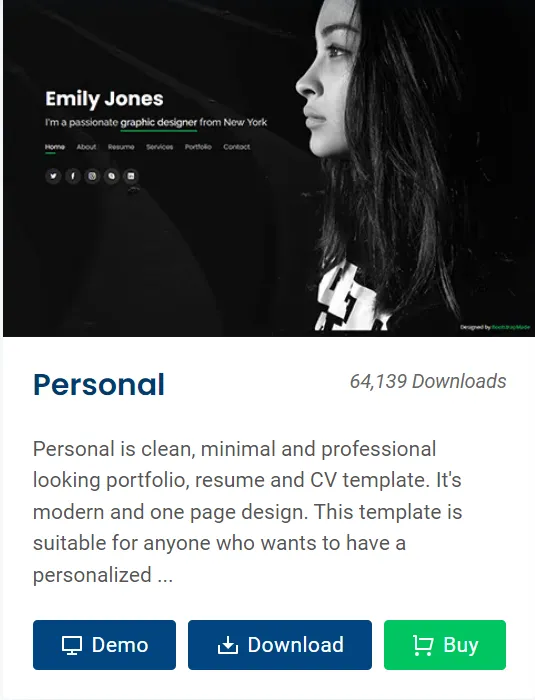 Emily Jones
I'm a passionate graphic designer from New York
Home About Resume Services Portfolio Contact
Designed by BootstrapMade
Personal
64,139 Downloads
Personal is clean, minimal and professional
looking portfolio, resume and CV template. It's
modern and one page design. This template is
suitable for anyone who wants to have a
personalized ...
Demo Download Buy